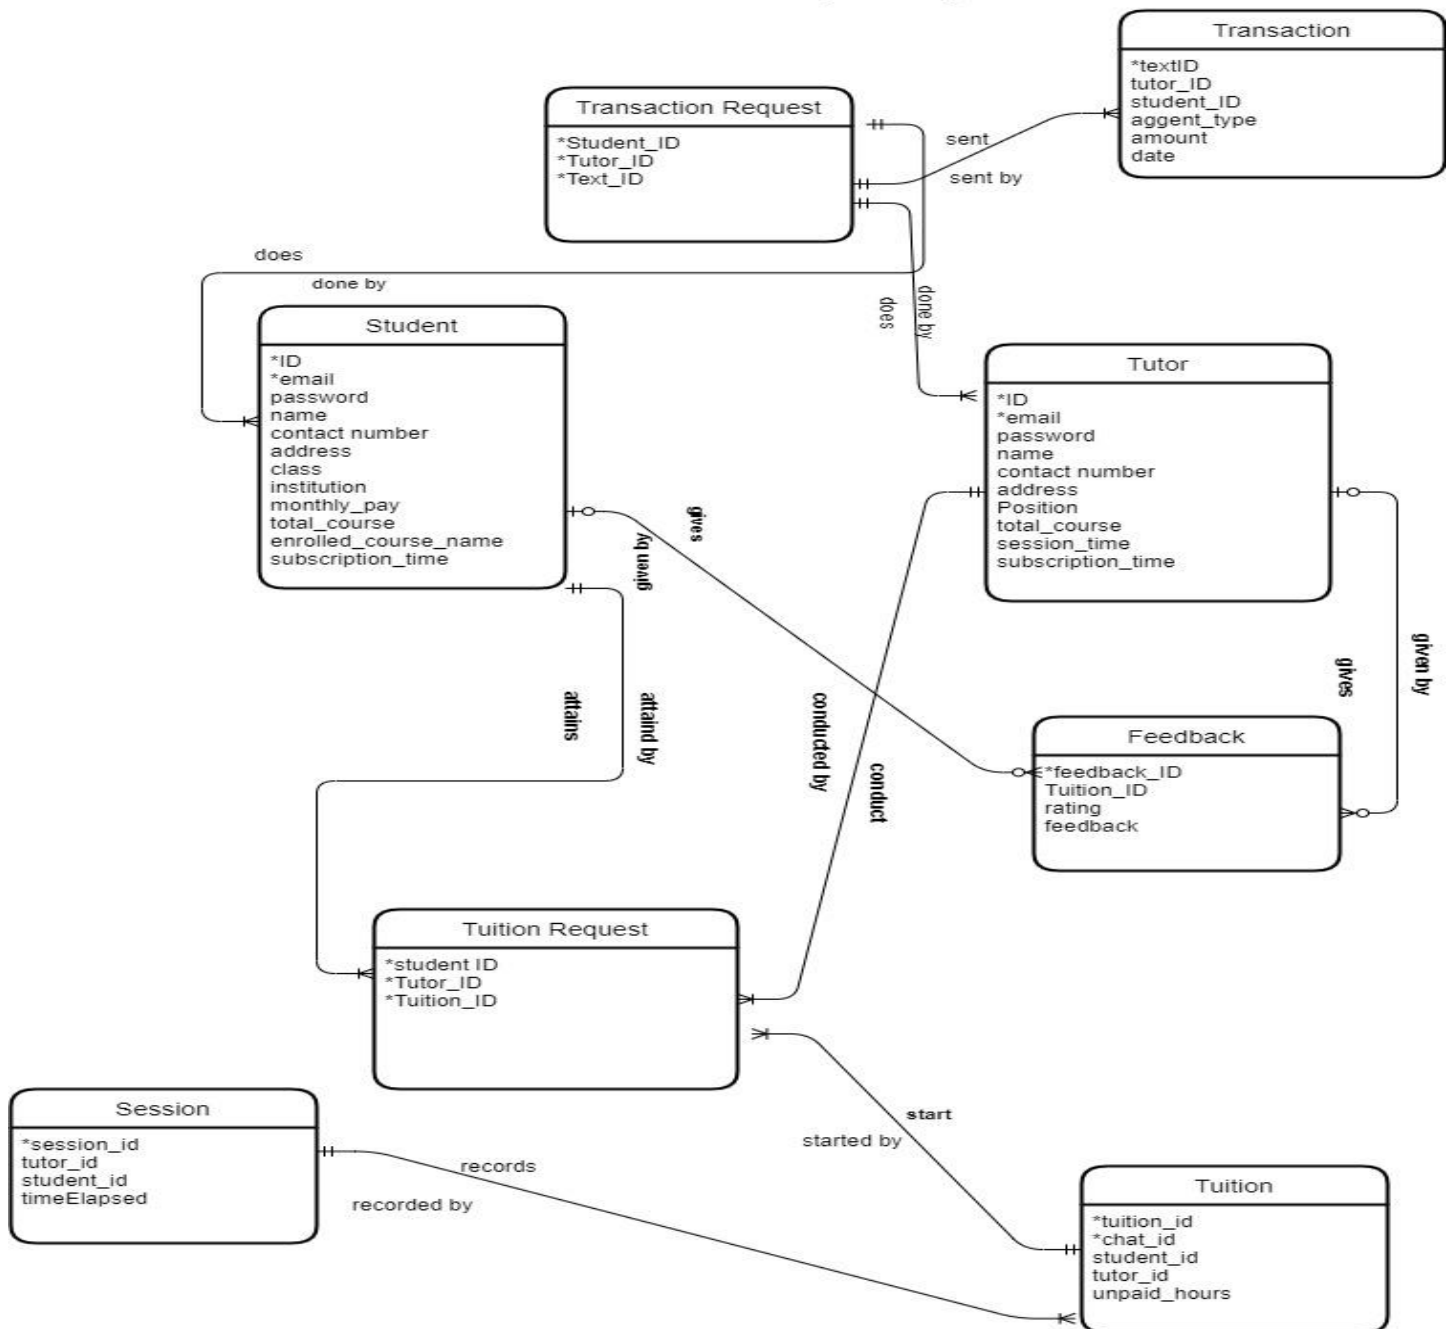 Transaction
*textID
tutor_ID
student_ID
aggent_type
amount
date
Transaction Request
*Student_ID
*Tutor_ID
*Text_ID
sent
sent by
does
done by
does
done by
Student
*ID
*email
password
name
contact number
address
class
institution
monthly_pay
total_course
enrolled_course_name
subscription_time
Tutor
*ID
*email
password
name
contact number
address
Position
total_course
session_time
subscription_time
gives
given by
given by
gives
attains
attaind by
conducted by
conduct
Feedback
*feedback_ID
Tuition_ID
rating
feedback
Tuition Request
*student ID
*Tutor_ID
*Tuition_ID
start
started by
Session
*session_id
tutor_id
student_id
timeElapsed
records
recorded by
Tuition
*tuition_id
*chat_id
student_id
tutor_id
unpaid_hours